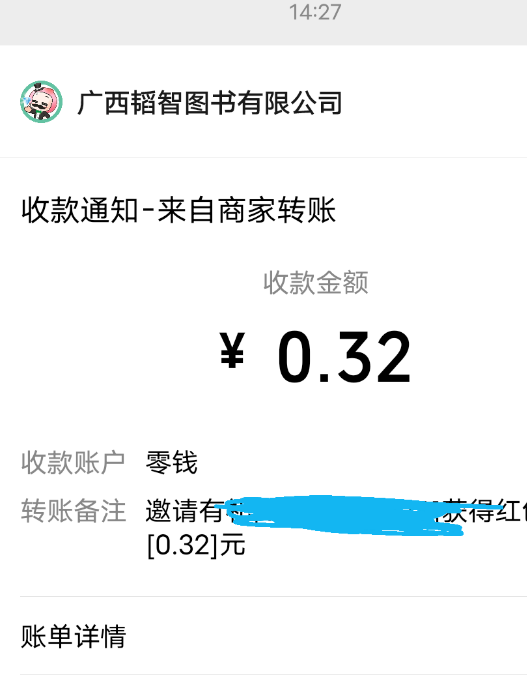 14:27
广西韬智图书有限公司
收款通知-来自商家转账
收款金额
¥ 0.32
收款账户 零钱
转账备注 邀请有 获得红
[0.32]元
账单详情